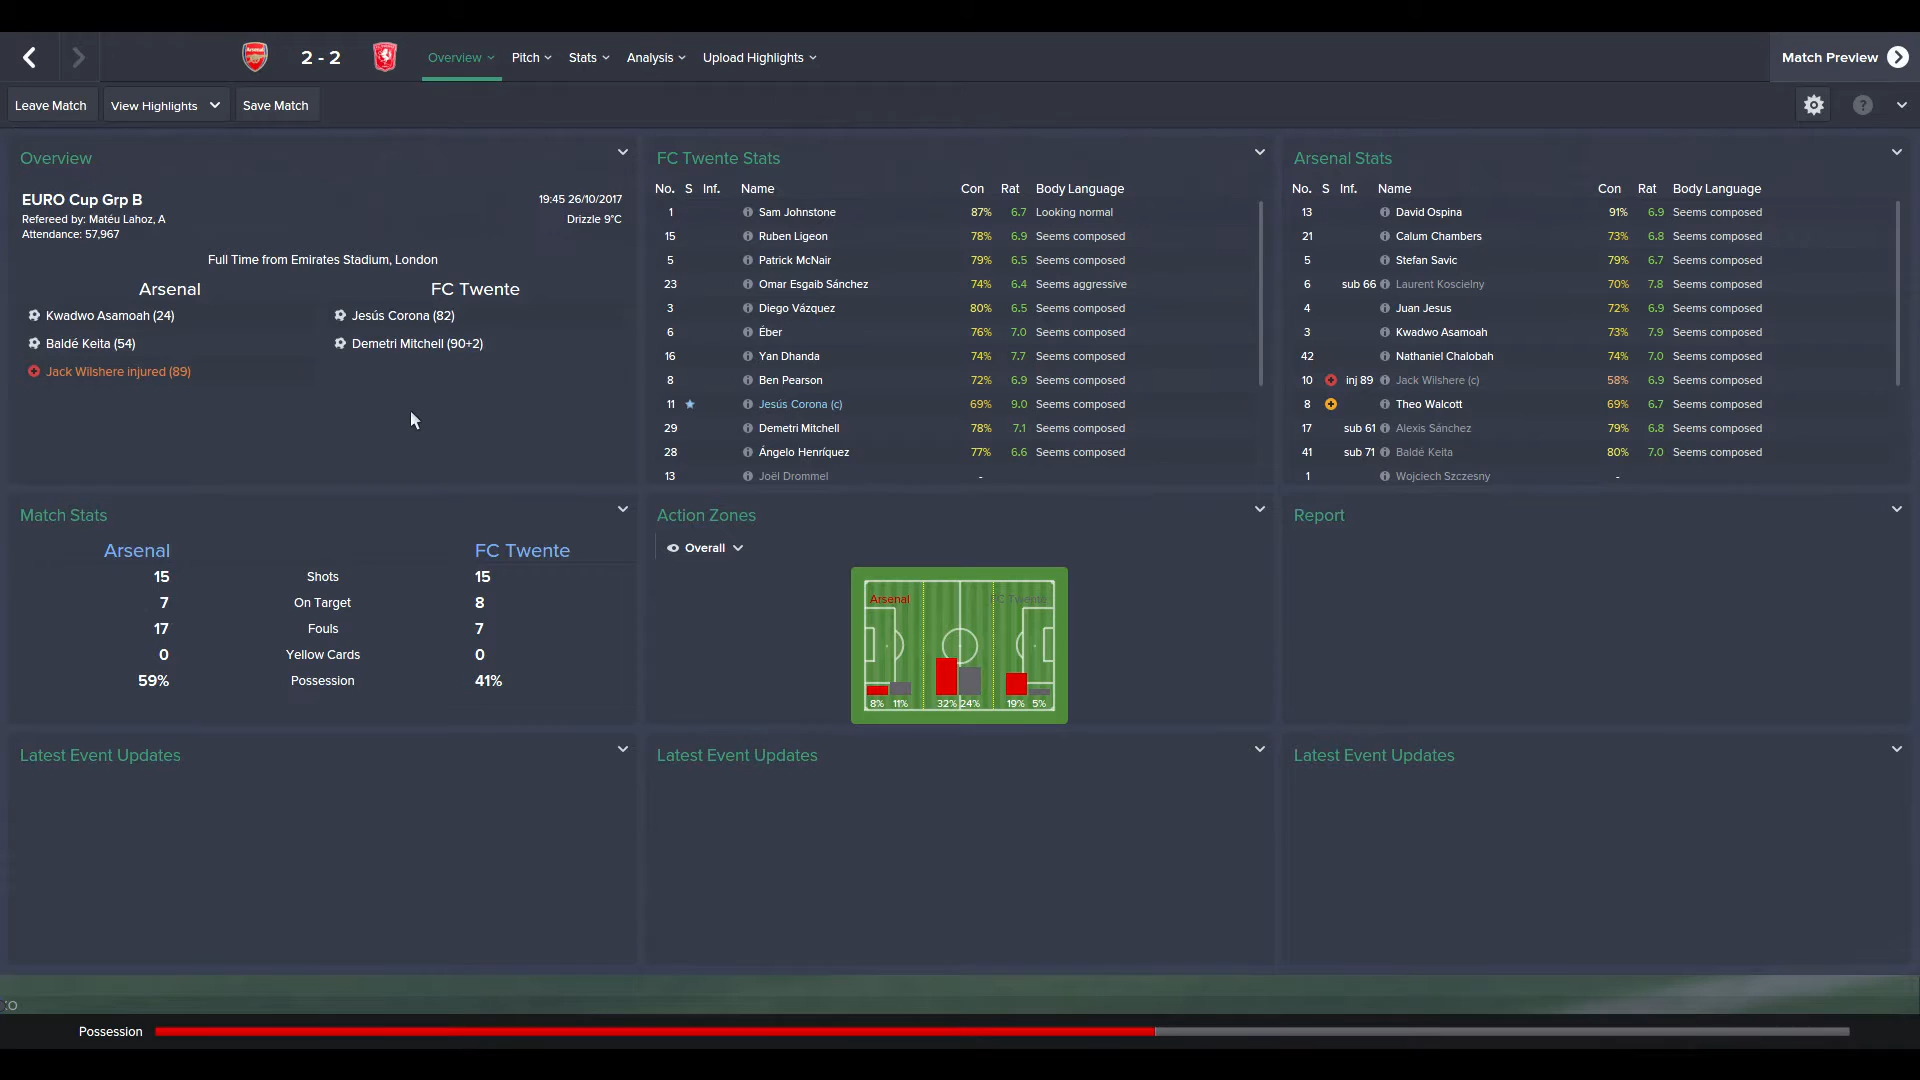 2 - 2
Overview
Pitch
Stats
Analysis
Upload Highlights
Match Preview
Leave Match
View Highlights
Save Match
?
Overview
EURO Cup Grp B
19:45 26/10/2017
Refereed by: Matéu Lahoz, A
Drizzle 9°C
Attendance: 57,967
Full Time from Emirates Stadium, London
Arsenal FC Twente
Kwadwo Asamoah (24) Jesús Corona (82)
Baldé Keita (54) Demetri Mitchell (90+2)
Jack Wilshere injured (89)
FC Twente Stats
No. S Inf. Name Con Rat Body Language
1 Sam Johnstone 87% 6.7 Looking normal
15 Ruben Ligeon 78% 6.9 Seems composed
5 Patrick McNair 79% 6.5 Seems composed
23 Omar Esgaib Sánchez 74% 6.4 Seems aggressive
3 Diego Vázquez 80% 6.5 Seems composed
6 Éber 76% 7.0 Seems composed
16 Yan Dhanda 74% 7.7 Seems composed
8 Ben Pearson 72% 6.9 Seems composed
11 Jesús Corona (c) 69% 9.0 Seems composed
29 Demetri Mitchell 78% 7.1 Seems composed
28 Ángelo Henríquez 77% 6.6 Seems composed
13 Joël Drommel -
Arsenal Stats
No. S Inf. Name Con Rat Body Language
13 David Ospina 91% 6.9 Seems composed
21 Calum Chambers 73% 6.8 Seems composed
5 Stefan Savic 79% 6.7 Seems composed
6 sub 66 Laurent Koscielny 70% 7.8 Seems composed
4 Juan Jesus 72% 6.9 Seems composed
3 Kwadwo Asamoah 73% 7.9 Seems composed
42 Nathaniel Chalobah 74% 7.0 Seems composed
10 inj 89 Jack Wilshere (c) 58% 6.9 Seems composed
8 Theo Walcott 69% 6.7 Seems composed
17 sub 61 Alexis Sánchez 79% 6.8 Seems composed
41 sub 71 Baldé Keita 80% 7.0 Seems composed
1 Wojciech Szczesny -
Match Stats
Arsenal FC Twente
15 Shots 15
7 On Target 8
17 Fouls 7
0 Yellow Cards 0
59% Possession 41%
Action Zones
Overall
Arsenal FC Twente
8% 11% 32% 24% 19% 5%
Report
Latest Event Updates
Latest Event Updates
Latest Event Updates
Possession